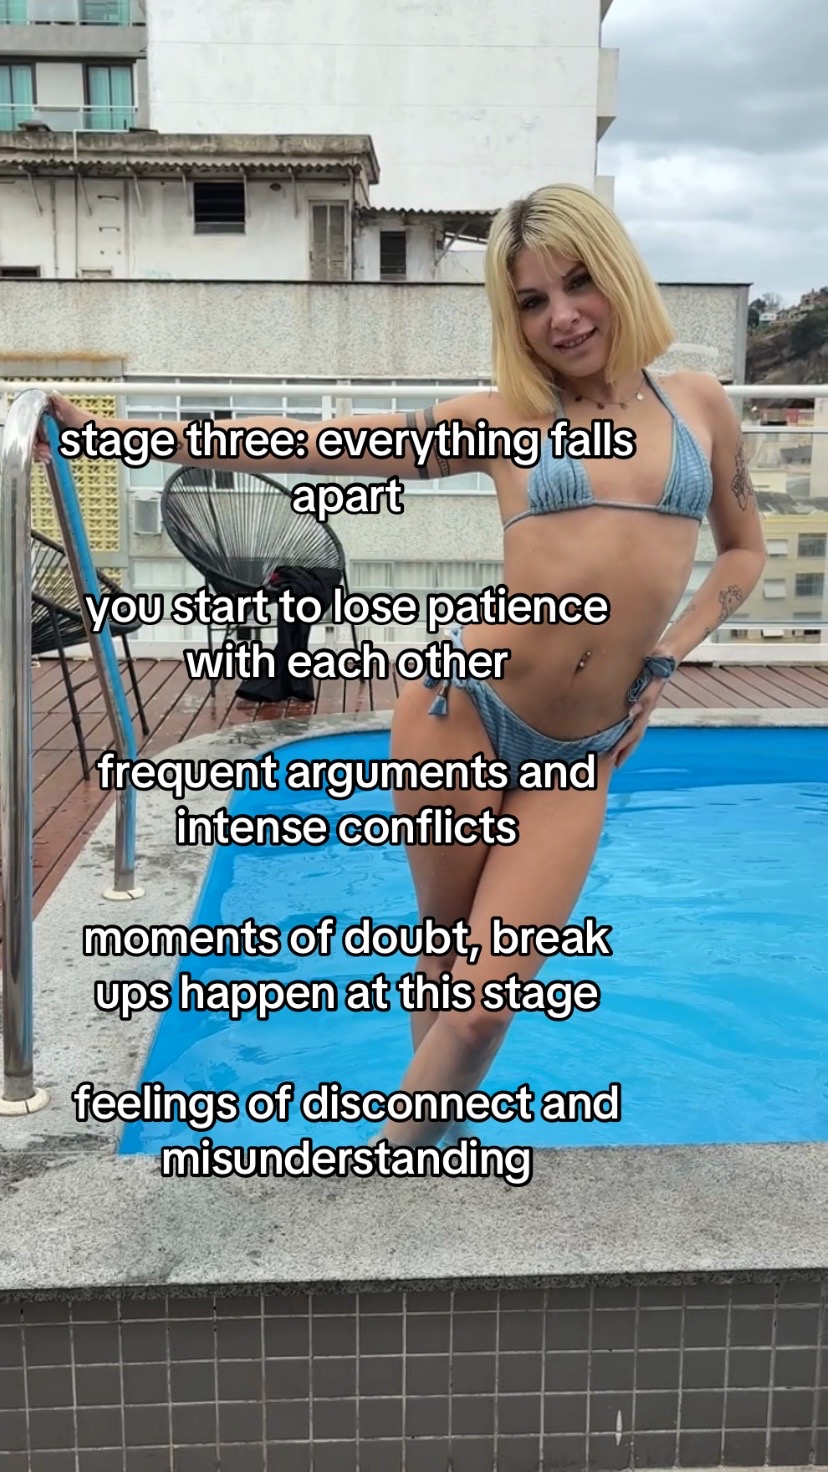 stage three: everything falls
apart
you start to lose patience
with each other
frequent arguments and
intense conflicts
moments of doubt, break
ups happen at this stage
feelings of disconnect and
misunderstanding